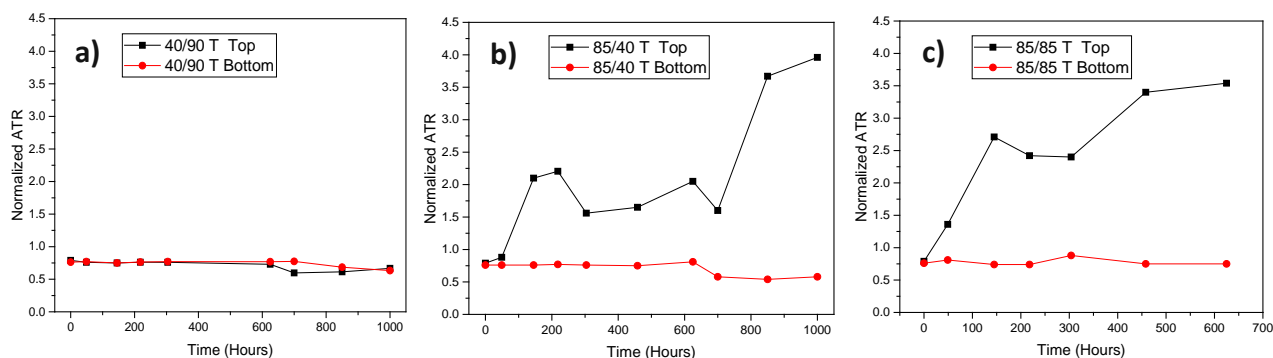 a)
40/90 T Top
40/90 T Bottom
4.5
4.0
3.5
3.0
2.5
2.0
1.5
1.0
0.5
0.0
Normalized ATR
0 200 400 600 800 1000
Time (Hours)
b)
85/40 T Top
85/40 T Bottom
4.5
4.0
3.5
3.0
2.5
2.0
1.5
1.0
0.5
0.0
Normalized ATR
0 200 400 600 800 1000
Time (Hours)
c)
85/85 T Top
85/85 T Bottom
4.5
4.0
3.5
3.0
2.5
2.0
1.5
1.0
0.5
0.0
Normalized ATR
0 100 200 300 400 500 600 700
Time (Hours)